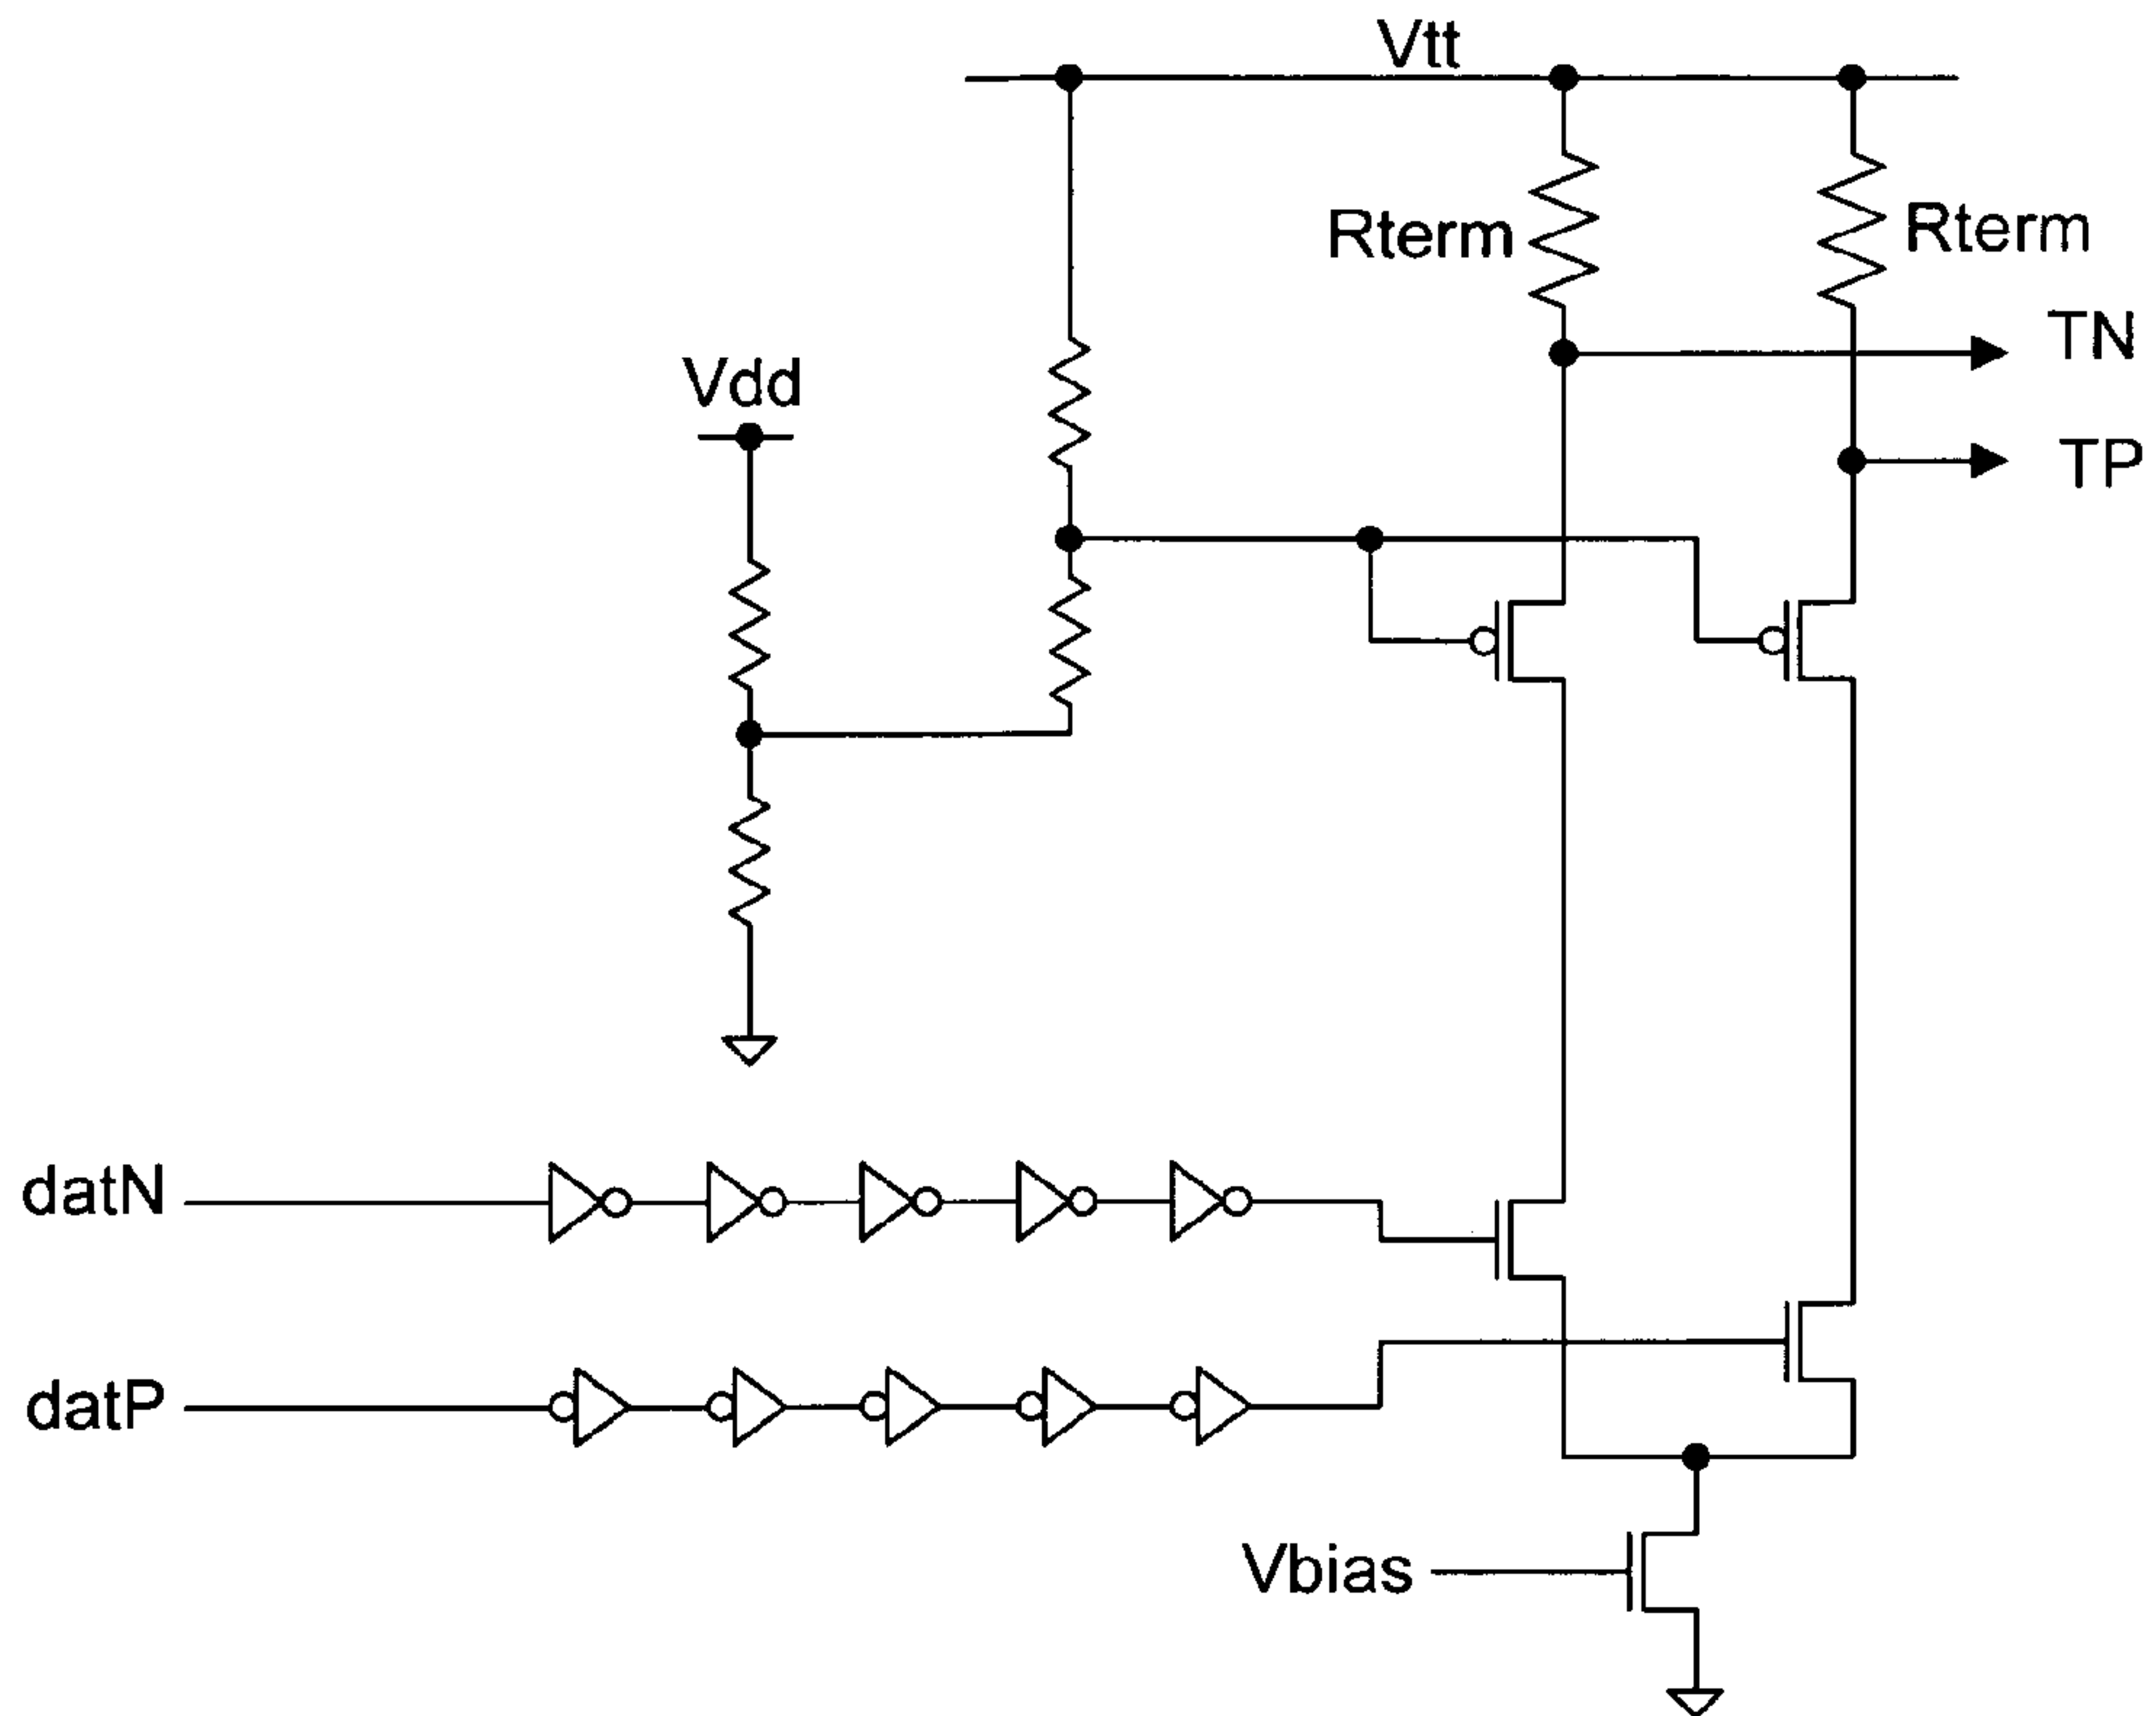 Vtt
Rterm
Rterm
TN
Vdd
TP
datN
datP
Vbias